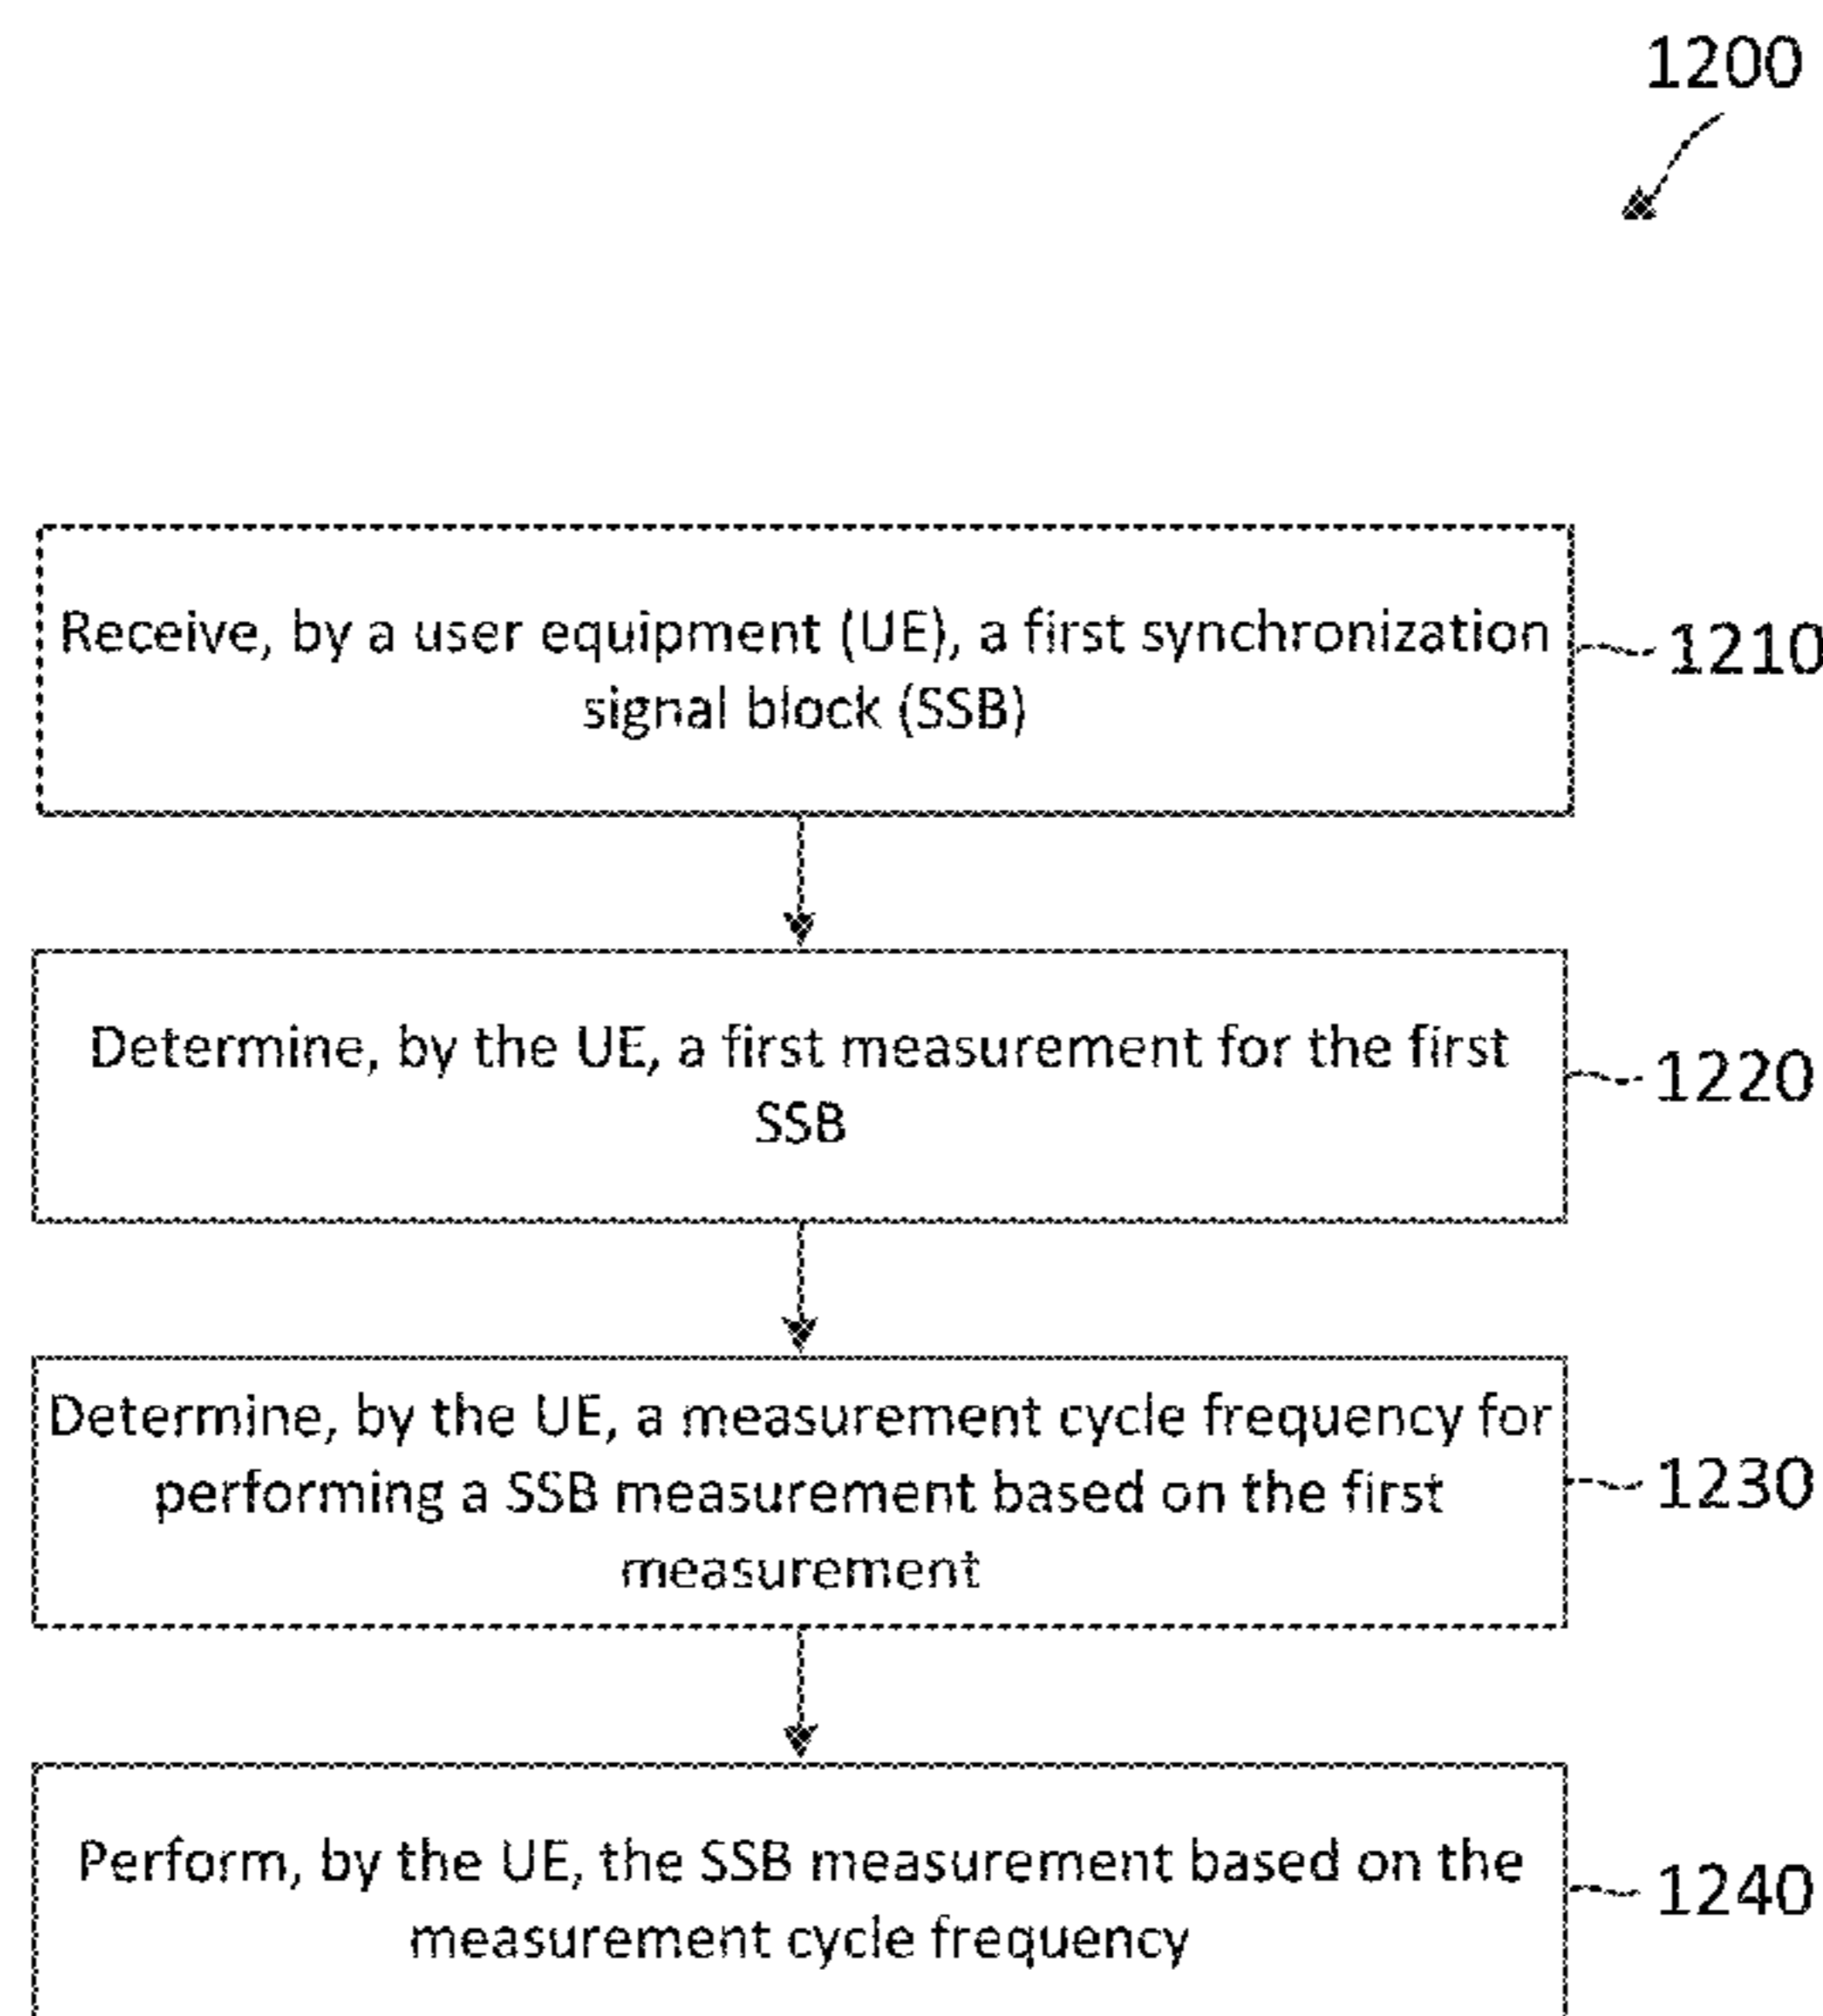 1200
Receive, by a user equipment (UE), a first synchronization
signal block (SSB)
1210
Determine, by the UE, a first measurement for the first
SSB
1220
Determine, by the UE, a measurement cycle frequency for
performing a SSB measurement based on the first
measurement
1230
Perform, by the UE, the SSB measurement based on the
measurement cycle frequency
1240